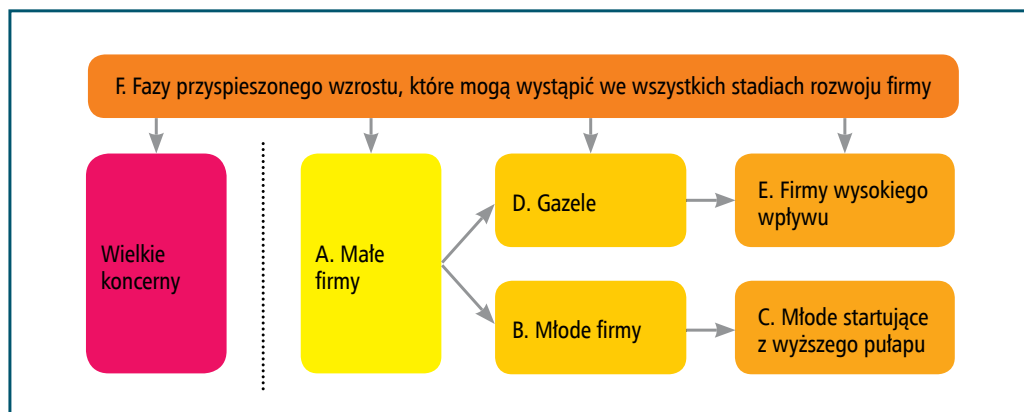 F. Fazy przyspieszonego wzrostu, które mogą wystąpić we wszystkich stadiach rozwoju firmy
Wielkie
koncerny
A. Małe
firmy
D. Gazele
E. Firmy wysokiego
wpływu
B. Młode firmy
C. Młode startujące
z wyższego pułapu